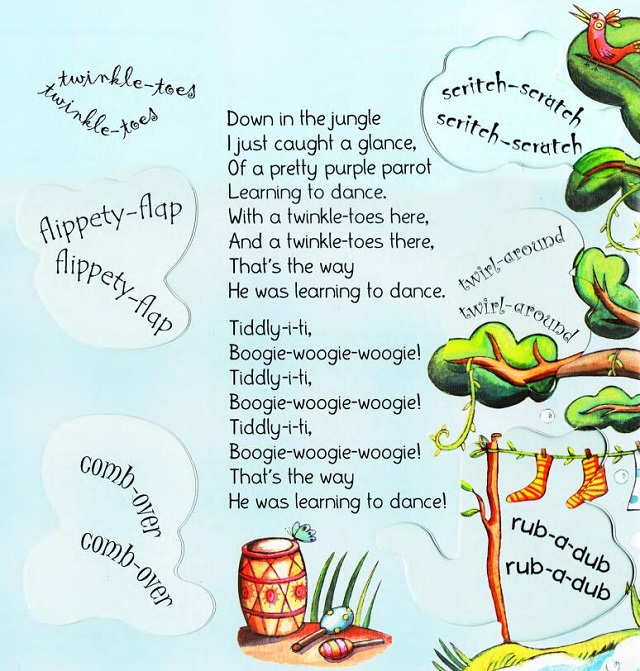 twinkle-toes
twinkle-toes
flippety-flap
flippety-flap
comb-over
comb-over
Down in the jungle
I just caught a glance,
Of a pretty purple parrot
Learning to dance.
With a twinkle-toes here,
And a twinkle-toes there,
That's the way
He was learning to dance.
Tiddly-i-ti,
Boogie-woogie-woogie!
Tiddly-i-ti,
Boogie-woogie-woogie!
Tiddly-i-ti,
Boogie-woogie-woogie!
That's the way
He was learning to dance!
scritch-scratch
scritch-scratch
twirl-around
twirl-around
rub-a-dub
rub-a-dub